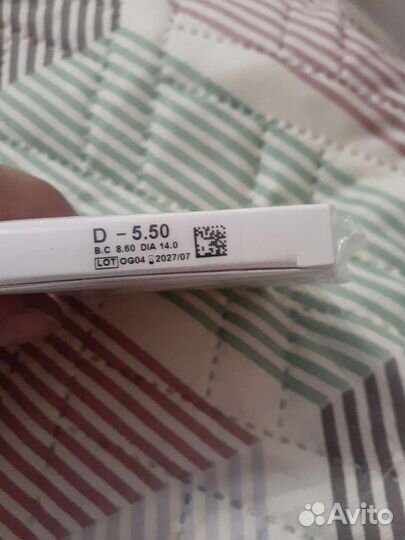 D - 5.50
B.C 8.60 DIA 14.0
LOT OG04 2027/07
Avito